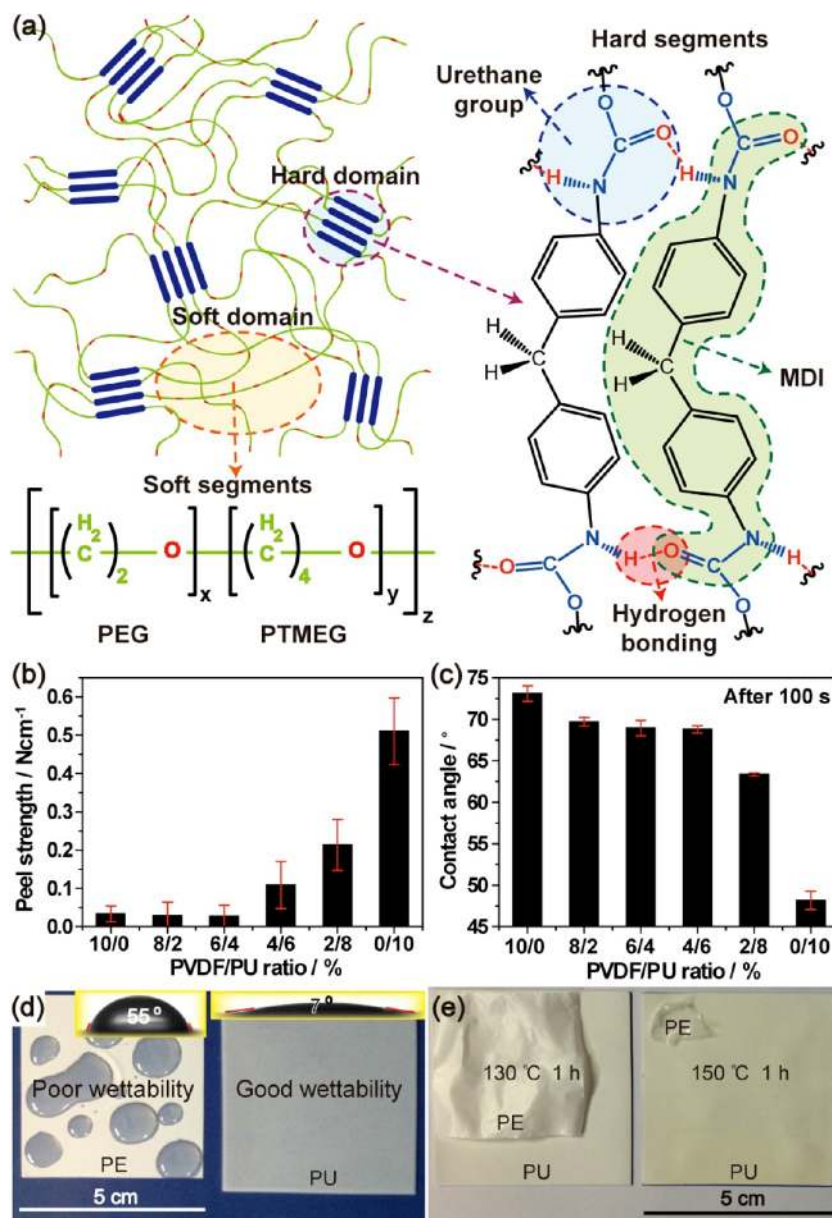 (a)
Hard segments
Urethane
group
O
C
O
H
N
O
C
O
H
N
Hard domain
Soft domain
H
H
C
H
H
C
MDI
Soft segments
H2
C
2
O
x
H2
C
4
O
y
z
PEG
PTMEG
N
H
O
C
O
O
C
N
H
O
Hydrogen
bonding
(b)
0.6
0.5
0.4
0.3
0.2
0.1
0.0
Peel strength / Ncm-1
10/0 8/2 6/4 4/6 2/8 0/10
PVDF/PU ratio / %
(c)
After 100 s
75
70
65
60
55
50
45
Contact angle / °
10/0 8/2 6/4 4/6 2/8 0/10
PVDF/PU ratio / %
(d)
55 °
7 °
Poor wettability
Good wettability
PE
PU
5 cm
(e)
PE
130 ℃ 1 h
150 ℃ 1 h
PE
PU
PU
5 cm